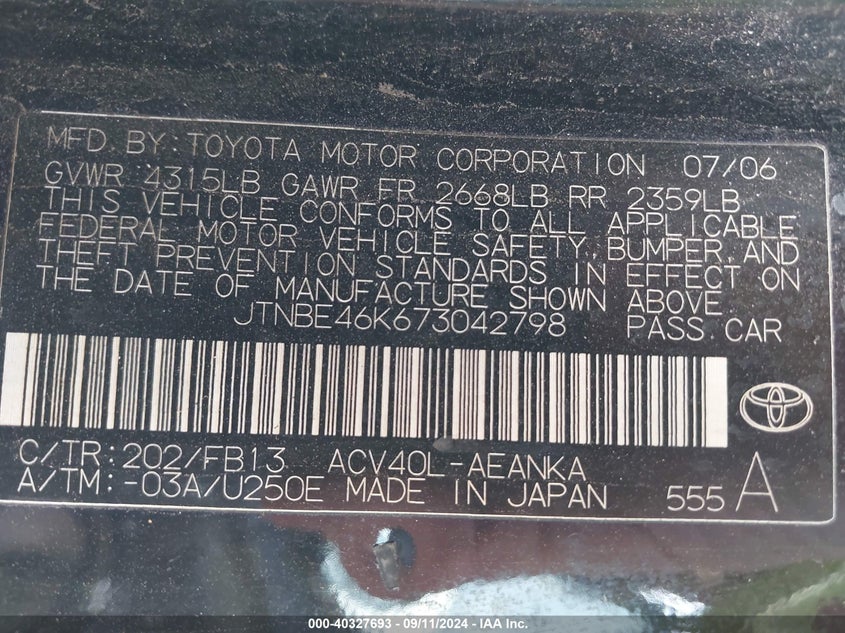 MFD. BY: TOYOTA MOTOR CORPORATION 07/06
GVWR 4315LB GAWR FR 2668LB RR 2359LB
THIS VEHICLE CONFORMS TO ALL APPLICABLE
FEDERAL MOTOR VEHICLE SAFETY, BUMPER, AND
THEFT PREVENTION STANDARDS IN EFFECT ON
THE DATE OF MANUFACTURE SHOWN ABOVE.
JTNBE46K673042798 PASS. CAR
C/TR: 202/FB13 ACV40L-AEANKA
A/TM: -03A/U250E MADE IN JAPAN 555 A
000-40327693 - 09/11/2024 - IAA Inc.